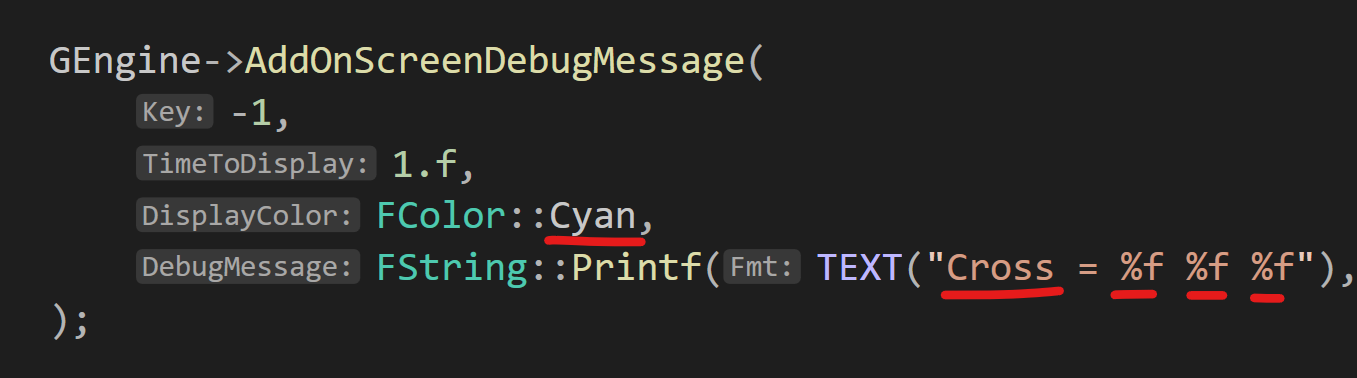 GEngine->AddOnScreenDebugMessage(
Key: -1,
TimeToDisplay: 1.f,
DisplayColor: FColor::Cyan,
DebugMessage: FString::Printf(Fmt: TEXT("Cross = %f %f %f"),
);